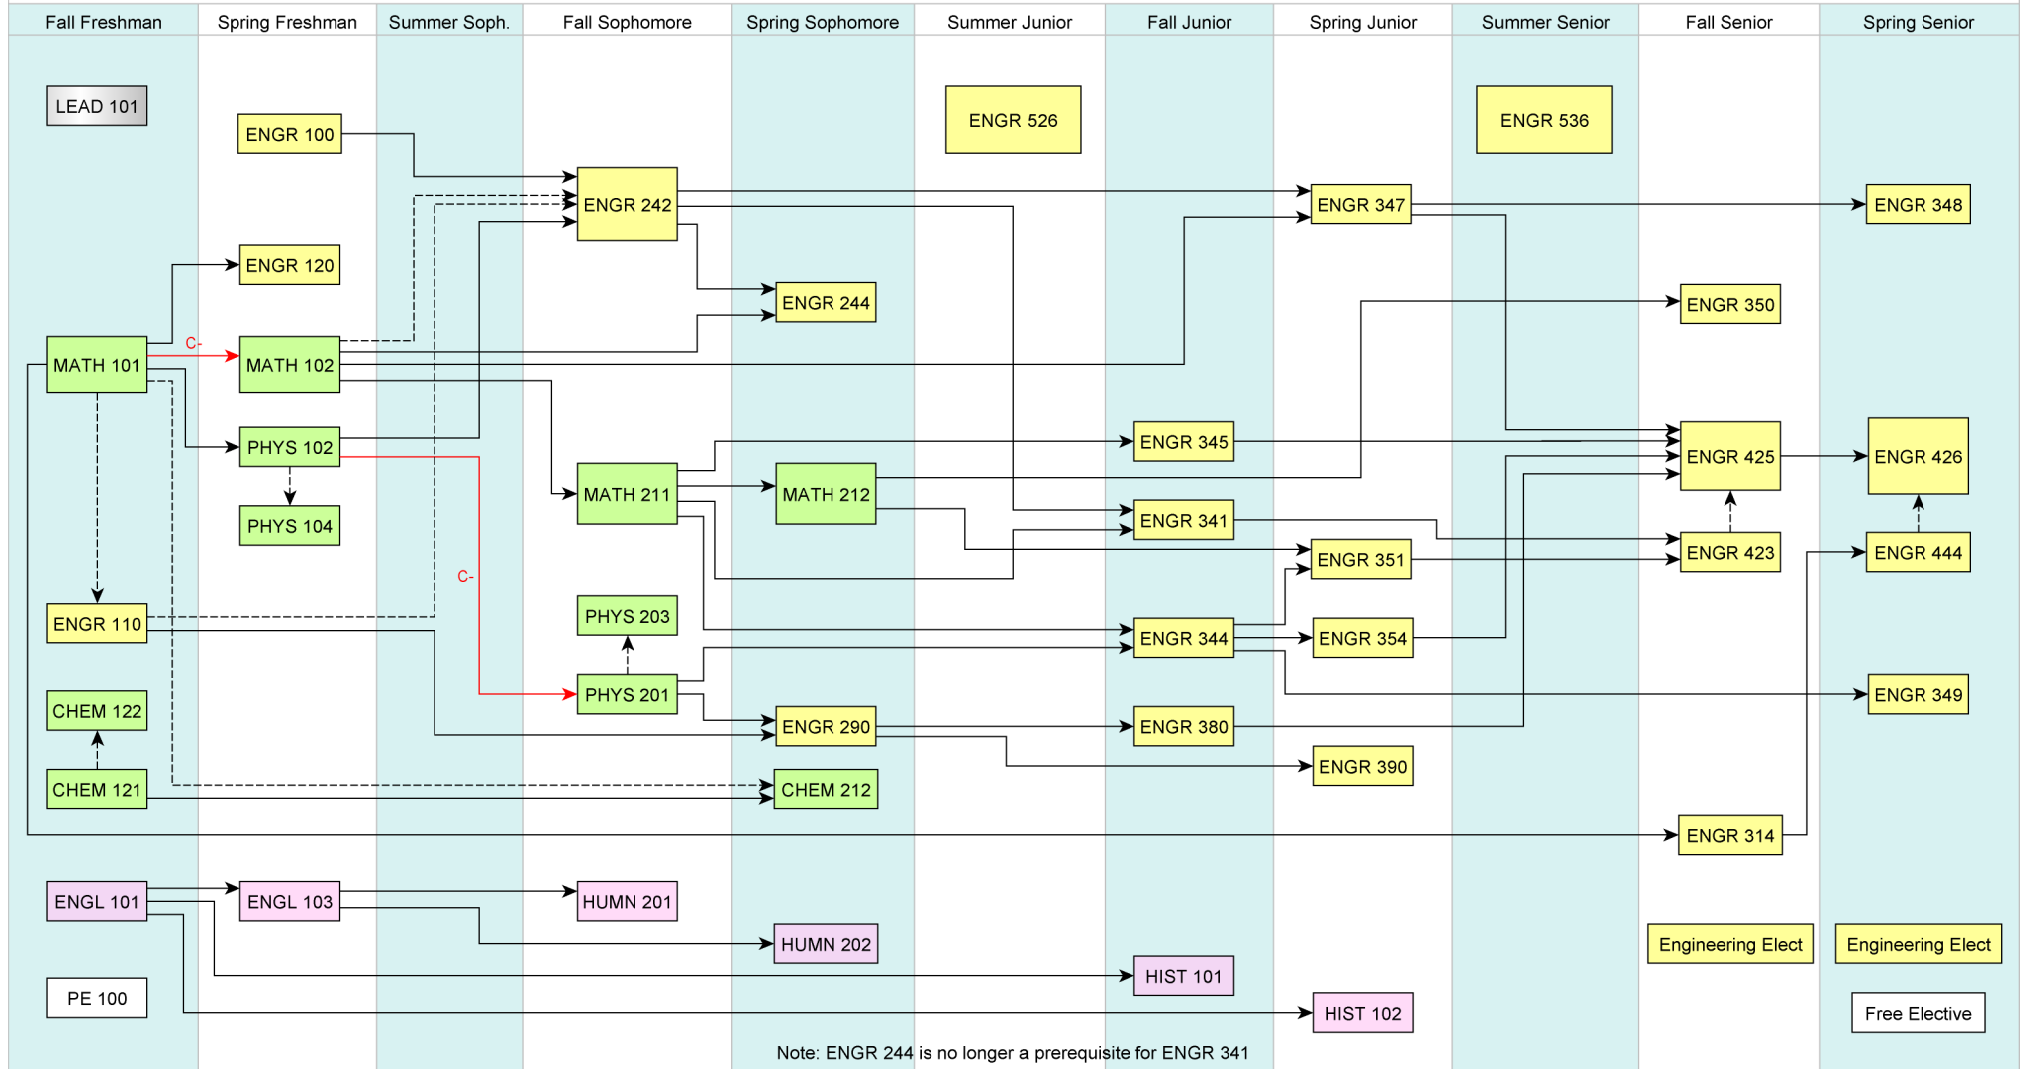 Fall Freshman
Spring Freshman
Summer Soph.
Fall Sophomore
Spring Sophomore
Summer Junior
Fall Junior
Spring Junior
Summer Senior
Fall Senior
Spring Senior
LEAD 101
ENGR 526
ENGR 536
ENGR 100
ENGR 242
ENGR 347
ENGR 348
ENGR 120
ENGR 244
ENGR 350
C-
MATH 101
MATH 102
PHYS 102
ENGR 345
ENGR 425
ENGR 426
MATH 211
MATH 212
PHYS 104
ENGR 341
ENGR 351
ENGR 423
ENGR 444
C-
ENGR 110
PHYS 203
ENGR 344
ENGR 354
PHYS 201
ENGR 349
CHEM 122
ENGR 290
ENGR 380
ENGR 390
CHEM 121
CHEM 212
ENGR 314
ENGL 101
ENGL 103
HUMN 201
HUMN 202
Engineering Elect
Engineering Elect
HIST 101
PE 100
HIST 102
Free Elective
Note: ENGR 244 is no longer a prerequisite for ENGR 341